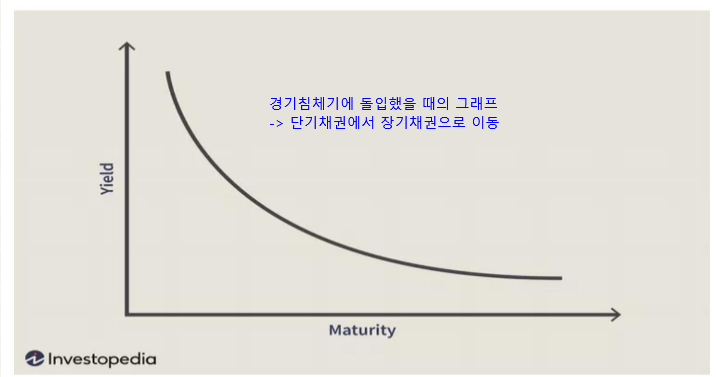 경기침체기에 돌입했을 때의 그래프
-> 단기채권에서 장기채권으로 이동
Yield
Maturity
Investopedia